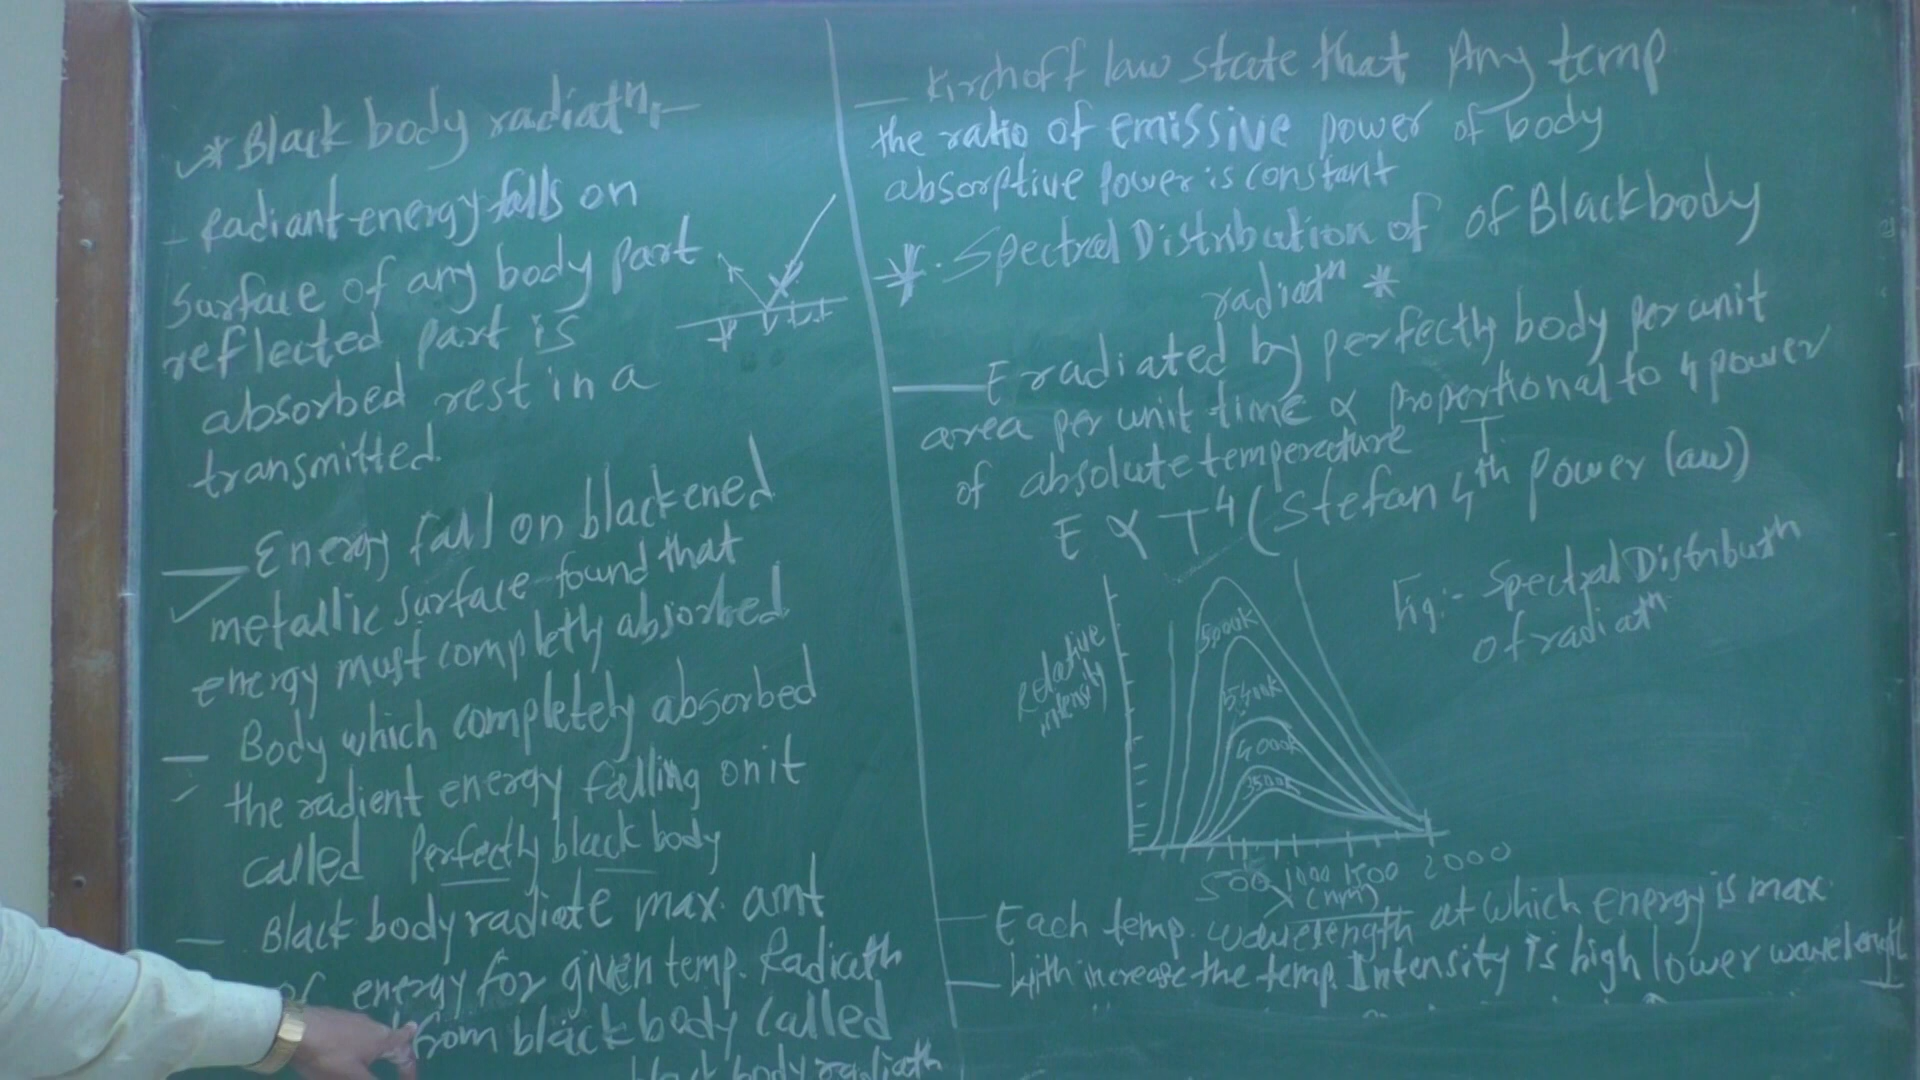 * Black body radiatⁿ:-
- Radiant energy falls on
surface of any body part
reflected part is
absorbed rest in a
transmitted.
— Energy fall on blackened
metallic surface found that
energy must completly absorbed
— Body which completely absorbed
the radient energy falling on it
called Perfectly black body
— Black body radiate max. amt
of energy for given temp. Radiatn
from black body called
black body radiatn
— Kirchoff law state that Any temp
the ratio of emissive power of body
absorptive power is constant
* . Spectral Distribution of of Blackbody
radiatⁿ *
— E radiated by perfectly body per unit
area per unit time ∝ proportional to 4 power
of absolute temperature T.
E ∝ T⁴ (Stefan 4th power law)
Fig:- Spectral Distributⁿ
of radiatⁿ
Relative
intensity
5000k
4000k
3500k
500 1000 1500 2000
λ (nm)
— Each temp. wavelength at which energy is max.
— With increase the temp. Intensity is high lower wavelenght